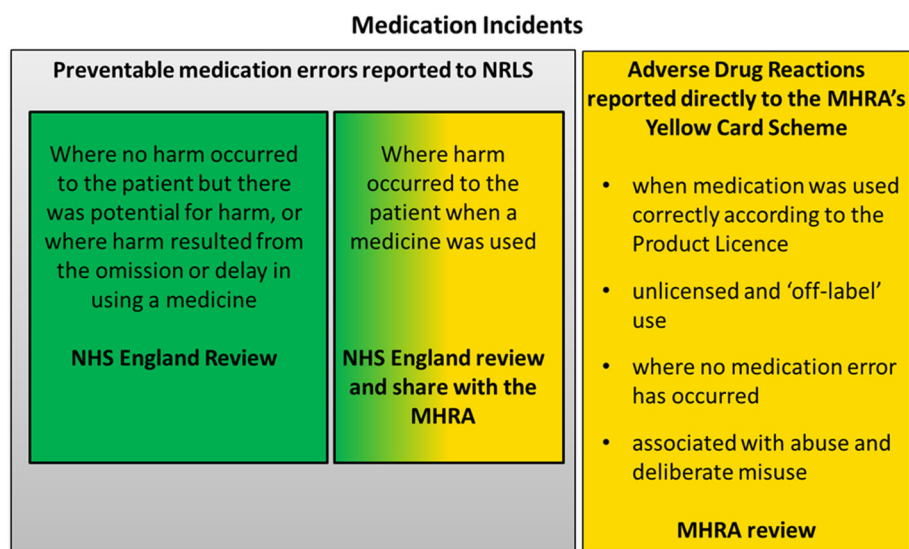 Medication Incidents
Preventable medication errors reported to NRLS
Where no harm occurred
to the patient but there
was potential for harm, or
where harm resulted from
the omission or delay in
using a medicine
NHS England Review
Where harm
occurred to the
patient when a
medicine was used
NHS England review
and share with the
MHRA
Adverse Drug Reactions
reported directly to the MHRA’s
Yellow Card Scheme
• when medication was used
correctly according to the
Product Licence
• unlicensed and ‘off-label’
use
• where no medication error
has occurred
• associated with abuse and
deliberate misuse
MHRA review